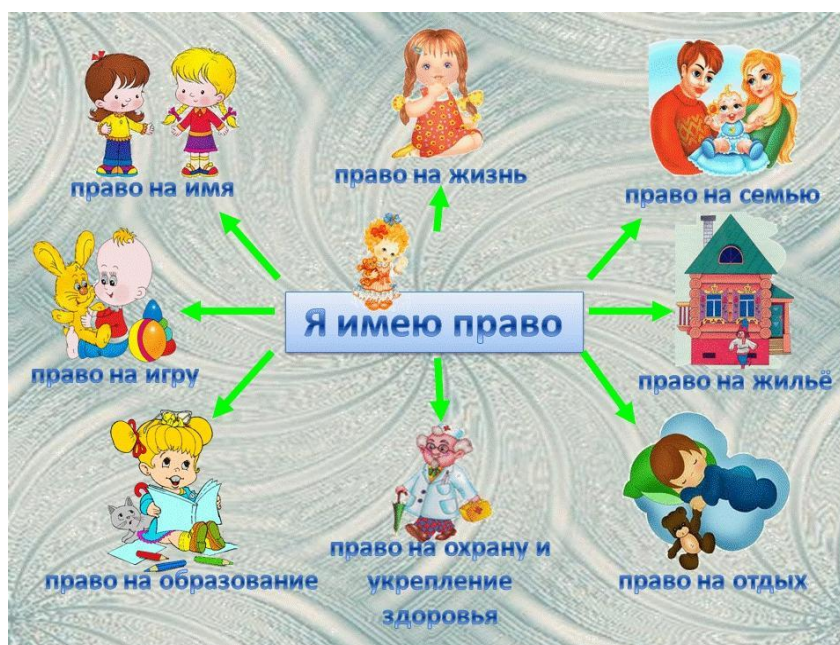 право на имя
право на жизнь
право на семью
Я имею право
право на игру
право на жильё
право на образование
право на охрану и
укрепление
здоровья
право на отдых